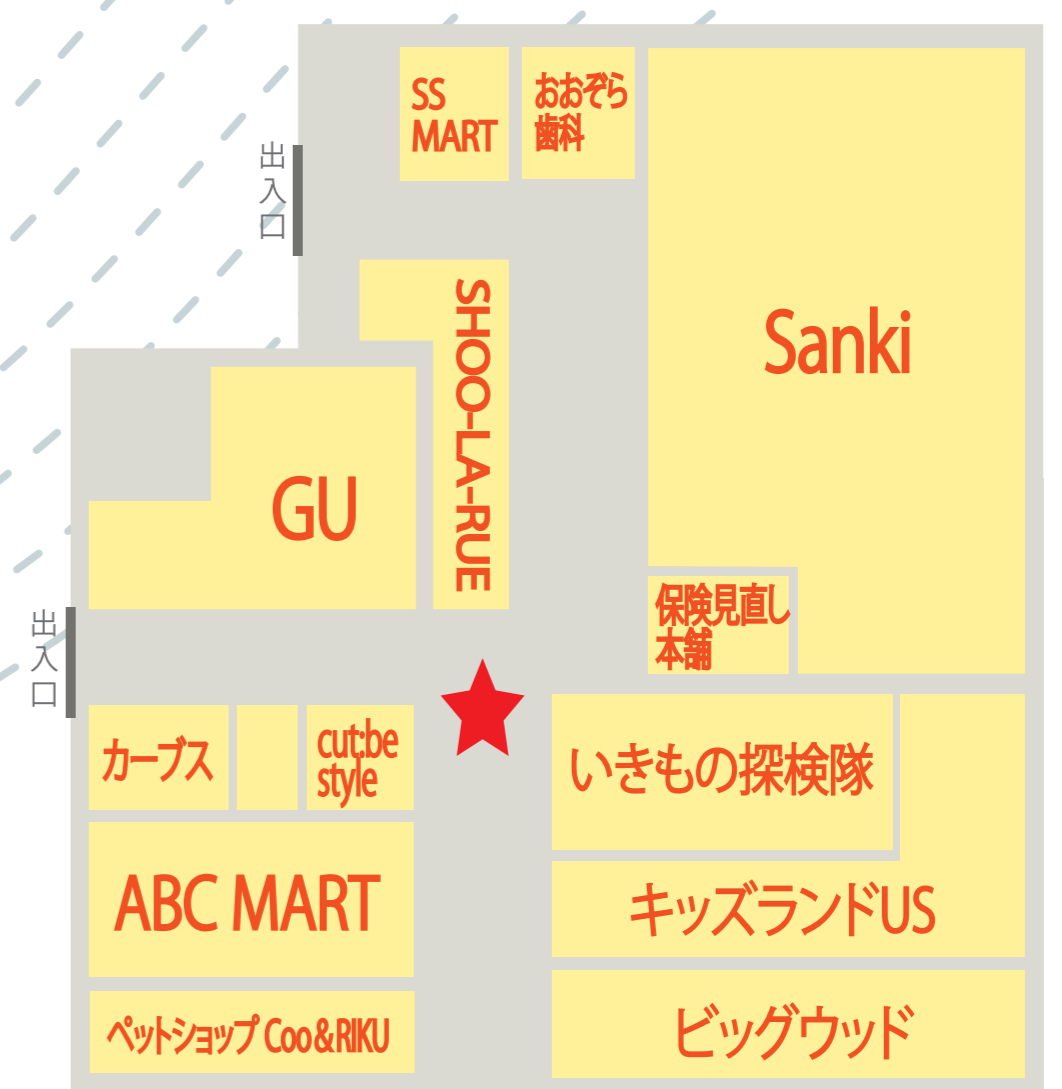 SS
MART
おおぞら
歯科
出入口
SHOO-LA-RUE
Sanki
GU
保険見直し
本舗
出入口
カーブス
cut:be
style
いきもの探検隊
ABC MART
キッズランドUS
ペットショップ Coo&RIKU
ビッグウッド